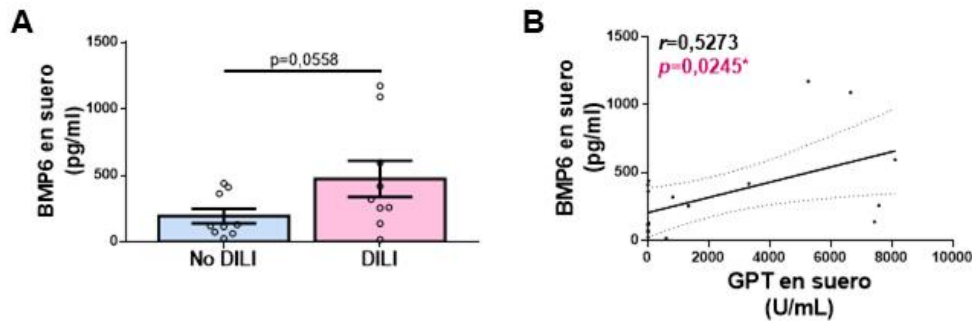 A
BMP6 en suero
(pg/ml)
1500
1000
500
0
p=0,0558
No DILI
DILI
B
BMP6 en suero
(pg/ml)
1500
1000
500
0
r=0,5273
p=0,0245*
0
2000
4000
6000
8000
10000
GPT en suero
(U/mL)